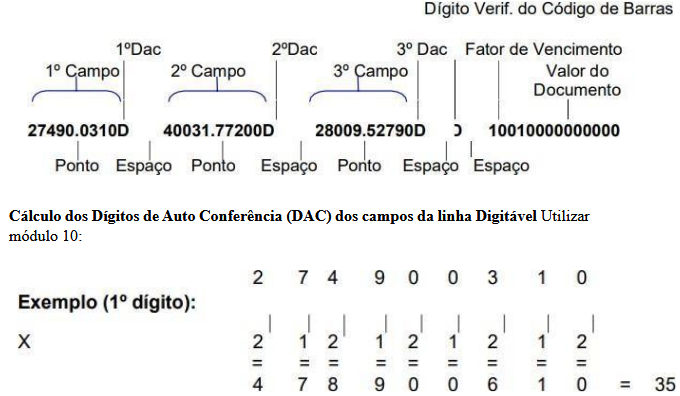 Dígito Verif. do Código de Barras
1ºDac 2ºDac 3º Dac Fator de Vencimento
1º Campo 2º Campo 3º Campo Valor do
Documento
27490.0310D 40031.77200D 28009.52790D D 10010000000000
Ponto Espaço Ponto Espaço Ponto Espaço Espaço
Cálculo dos Dígitos de Auto Conferência (DAC) dos campos da linha Digitável Utilizar
módulo 10:
2 7 4 9 0 0 3 1 0
Exemplo (1º dígito):
X 2 1 2 1 2 1 2 1 2
= = = = = = = = =
4 7 8 9 0 0 6 1 0 = 35